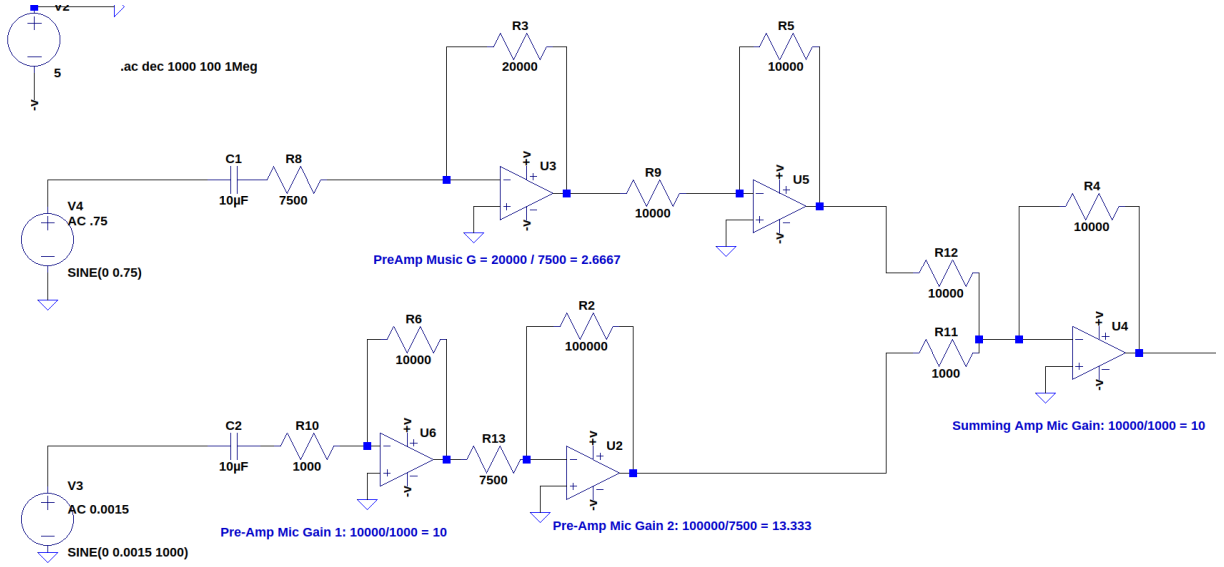 V2
5
-v
.ac dec 1000 100 1Meg
R3
20000
R5
10000
C1
10µF
R8
7500
+v
U3
-v
R9
10000
+v
U5
-v
V4
AC .75
SINE(0 0.75)
PreAmp Music G = 20000 / 7500 = 2.6667
R4
10000
R12
10000
R11
1000
+v
U4
-v
Summing Amp Mic Gain: 10000/1000 = 10
R6
10000
R2
100000
C2
10µF
R10
1000
+v
U6
-v
R13
7500
+v
U2
-v
V3
AC 0.0015
SINE(0 0.0015 1000)
Pre-Amp Mic Gain 1: 10000/1000 = 10
Pre-Amp Mic Gain 2: 100000/7500 = 13.333